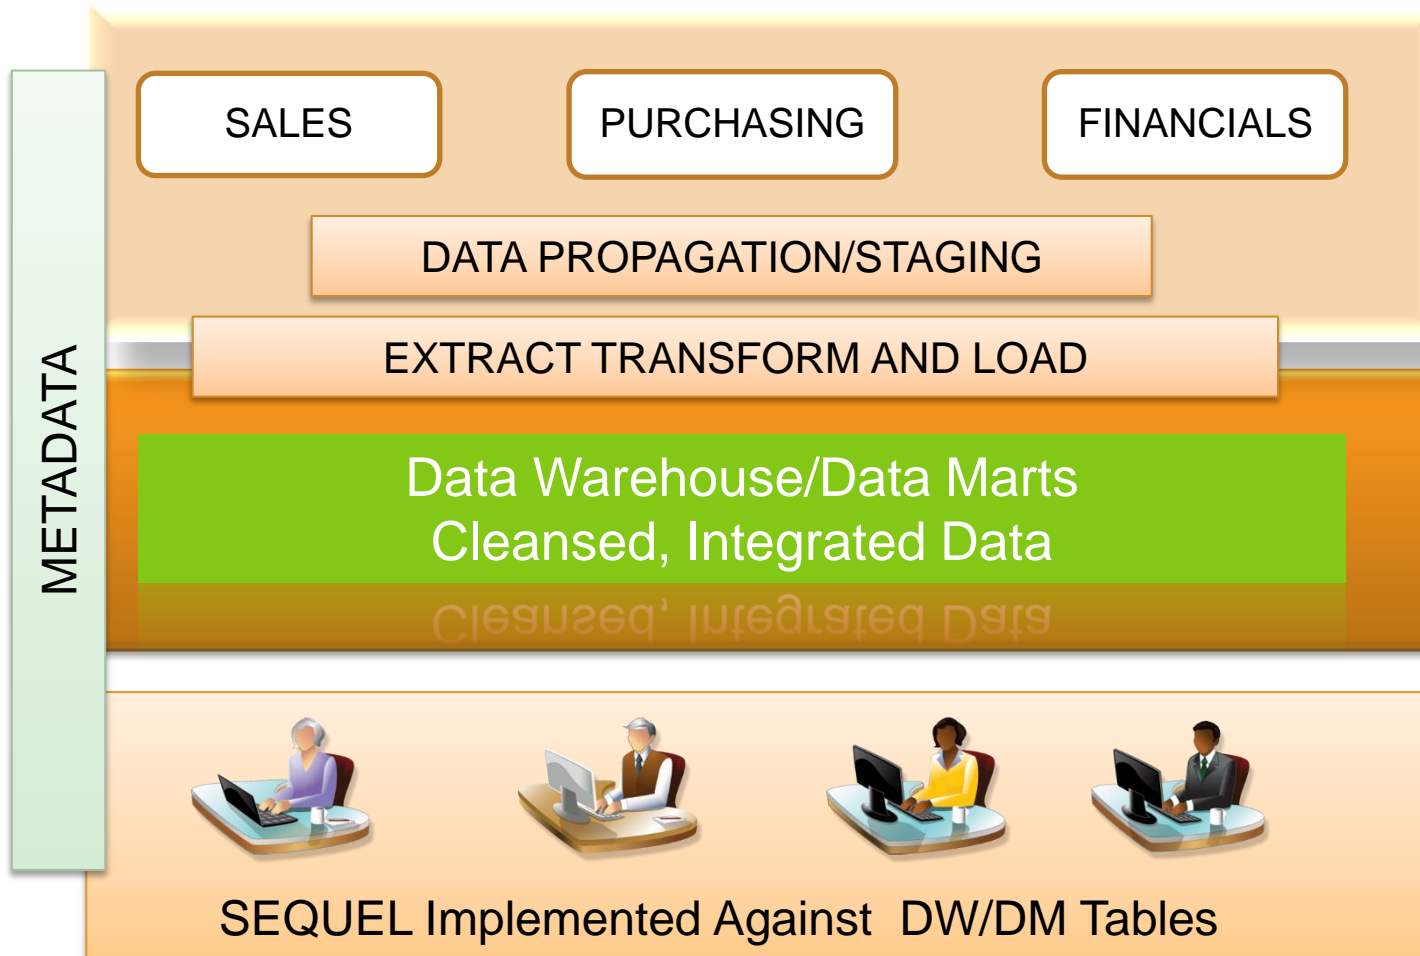 SALES
PURCHASING
FINANCIALS
DATA PROPAGATION/STAGING
EXTRACT TRANSFORM AND LOAD
METADATA
Data Warehouse/Data Marts
Cleansed, Integrated Data
SEQUEL Implemented Against DW/DM Tables